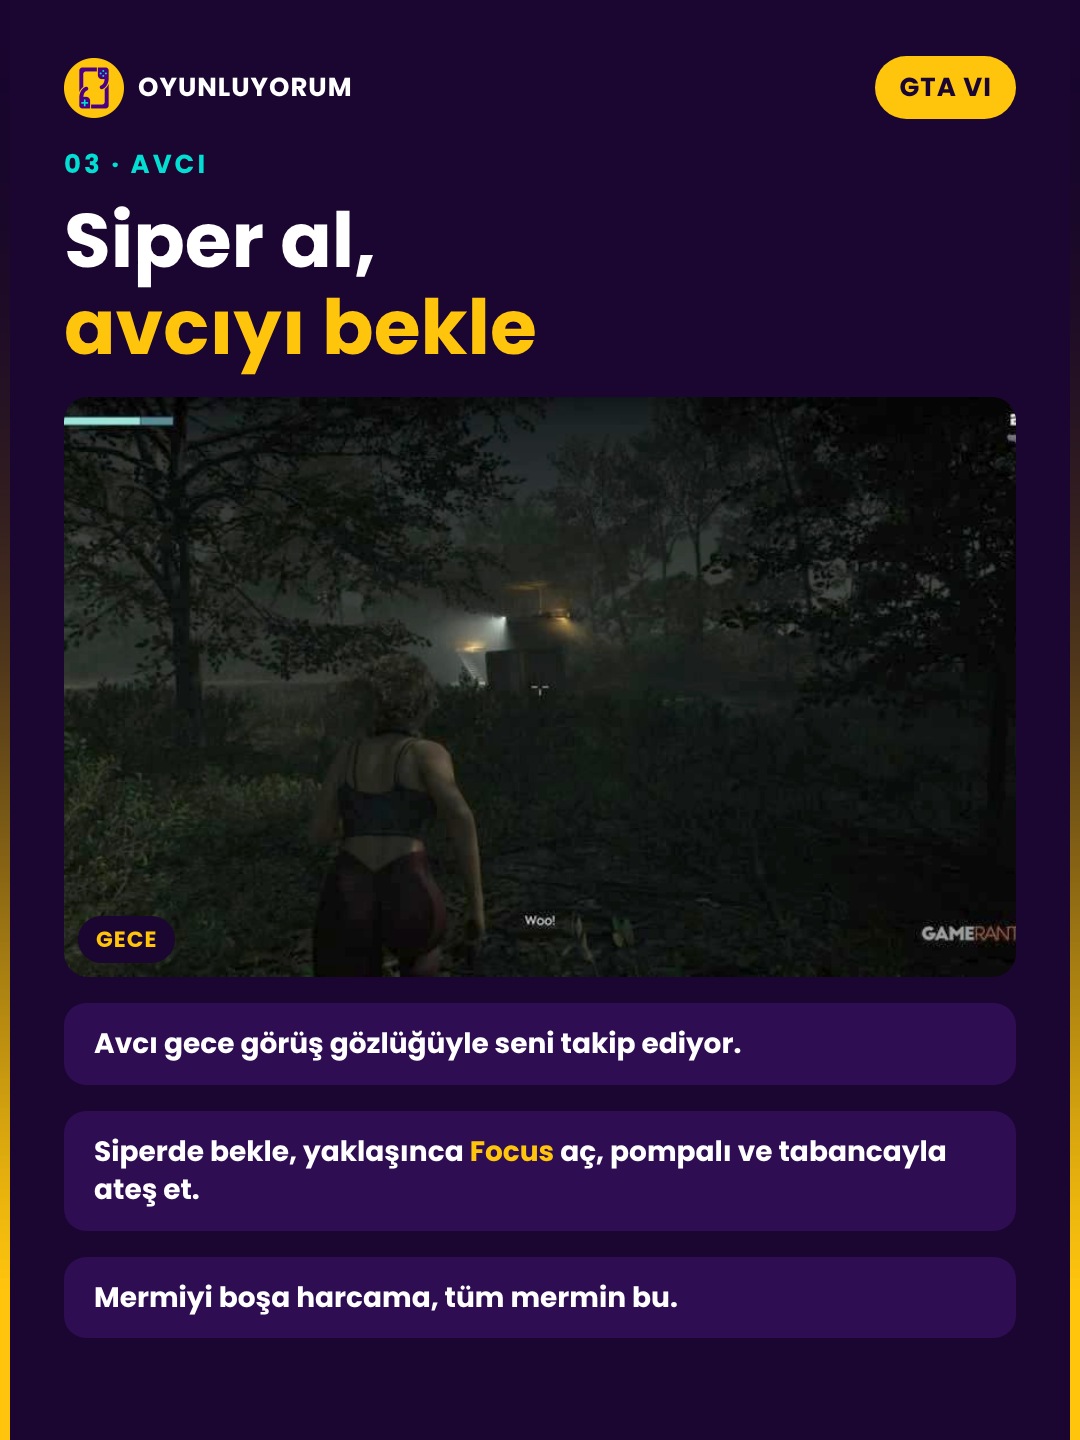 OYUNLUYORUM
GTA VI
03 · AVCI
Siper al,
avcıyı bekle
Woo!
GAMERANT
GECE
Avcı gece görüş gözlüğüyle seni takip ediyor.
Siperde bekle, yaklaşınca Focus aç, pompalı ve tabancayla
ateş et.
Mermiyi boşa harcama, tüm mermin bu.